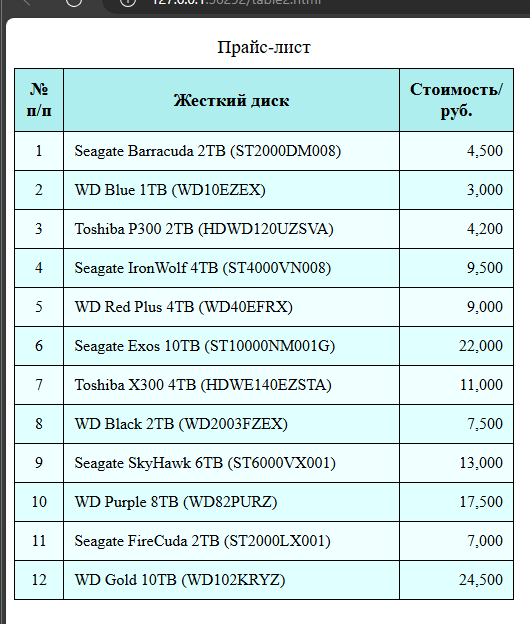 127.0.0.1:56292/table2.html
Прайс-лист
№ п/п Жесткий диск Стоимость/ руб.
1 Seagate Barracuda 2TB (ST2000DM008) 4,500
2 WD Blue 1TB (WD10EZEX) 3,000
3 Toshiba P300 2TB (HDWD120UZSVA) 4,200
4 Seagate IronWolf 4TB (ST4000VN008) 9,500
5 WD Red Plus 4TB (WD40EFRX) 9,000
6 Seagate Exos 10TB (ST10000NM001G) 22,000
7 Toshiba X300 4TB (HDWE140EZSTA) 11,000
8 WD Black 2TB (WD2003FZEX) 7,500
9 Seagate SkyHawk 6TB (ST6000VX001) 13,000
10 WD Purple 8TB (WD82PURZ) 17,500
11 Seagate FireCuda 2TB (ST2000LX001) 7,000
12 WD Gold 10TB (WD102KRYZ) 24,500